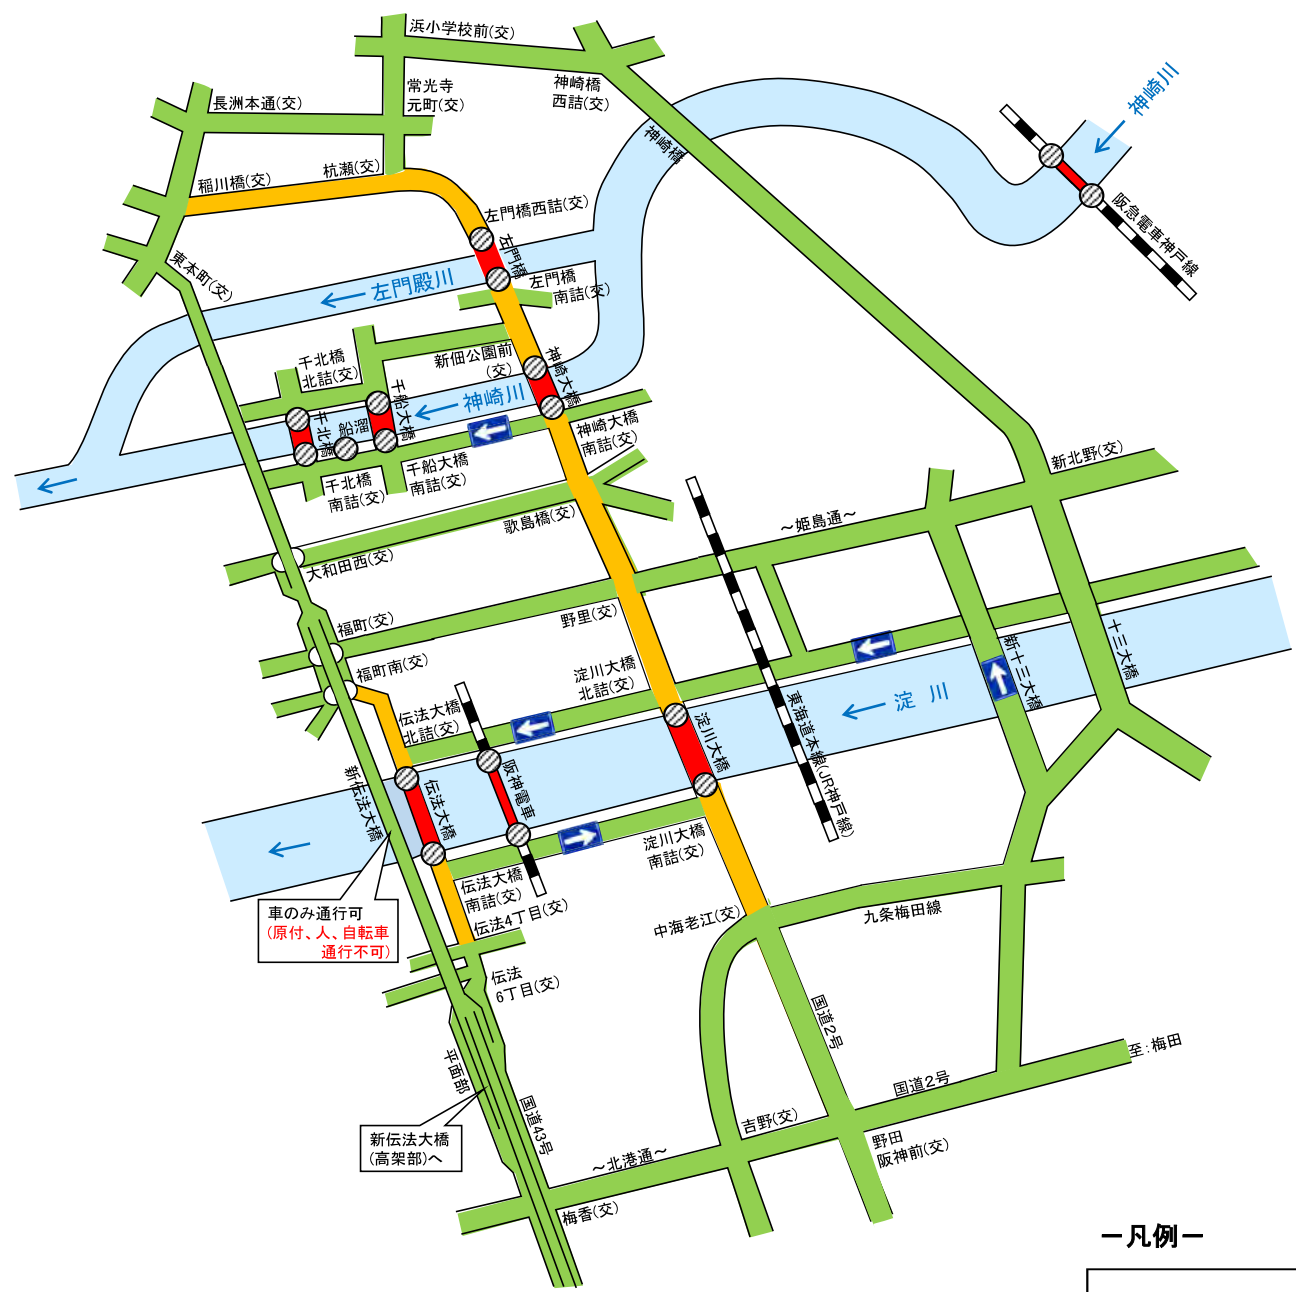 浜小学校前(交)
常光寺
元町(交)
神崎橋
西詰(交)
神崎川
長洲本通(交)
神崎橋
稲川橋(交)
杭瀬(交)
左門橋西詰(交)
阪急電車神戸線
左門橋
左門橋
南詰(交)
東本町(交)
左門殿川
千北橋
北詰(交)
新佃公園前
(交)
神崎大橋
千船大橋
神崎川
千北橋
船溜
神崎大橋
南詰(交)
千船大橋
南詰(交)
千北橋
南詰(交)
新北野(交)
歌島橋(交)
～姫島通～
大和田西(交)
福町(交)
野里(交)
福町南(交)
淀川大橋
北詰(交)
新十三大橋
十三大橋
伝法大橋
北詰(交)
淀川大橋
東海道本線(JR神戸線)
淀 川
新伝法大橋
伝法大橋
阪神電車
淀川大橋
南詰(交)
伝法大橋
南詰(交)
車のみ通行可
(原付、人、自転車
通行不可)
伝法4丁目(交)
中海老江(交)
九条梅田線
伝法
6丁目(交)
国道2号
平面部
国道43号
至:梅田
国道2号
新伝法大橋
(高架部)へ
吉野(交)
野田
阪神前(交)
～北港通～
梅香(交)
－凡例－